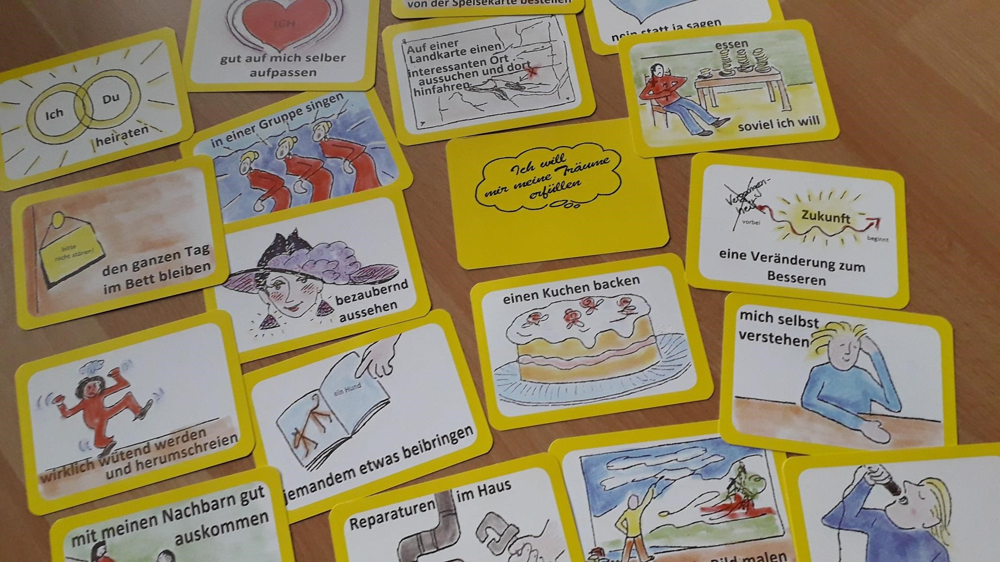 von der Speisekarte bestellen
ICH
gut auf mich selber
aufpassen
nein statt ja sagen
Auf einer
Landkarte einen
interessanten Ort
aussuchen und dort
hinfahren
essen
soviel ich will
Ich
Du
heiraten
in einer Gruppe singen
Ich will
mir meine Träume
erfüllen
Vergangen-
heit
vorbei
Zukunft
beginnt
eine Veränderung zum
Besseren
bitte
nicht stören!
den ganzen Tag
im Bett bleiben
bezaubernd
aussehen
einen Kuchen backen
mich selbst
verstehen
wirklich wütend werden
und herumschreien
ein Hund
jemandem etwas beibringen
mit meinen Nachbarn gut
auskommen
Reparaturen im Haus
Bild malen